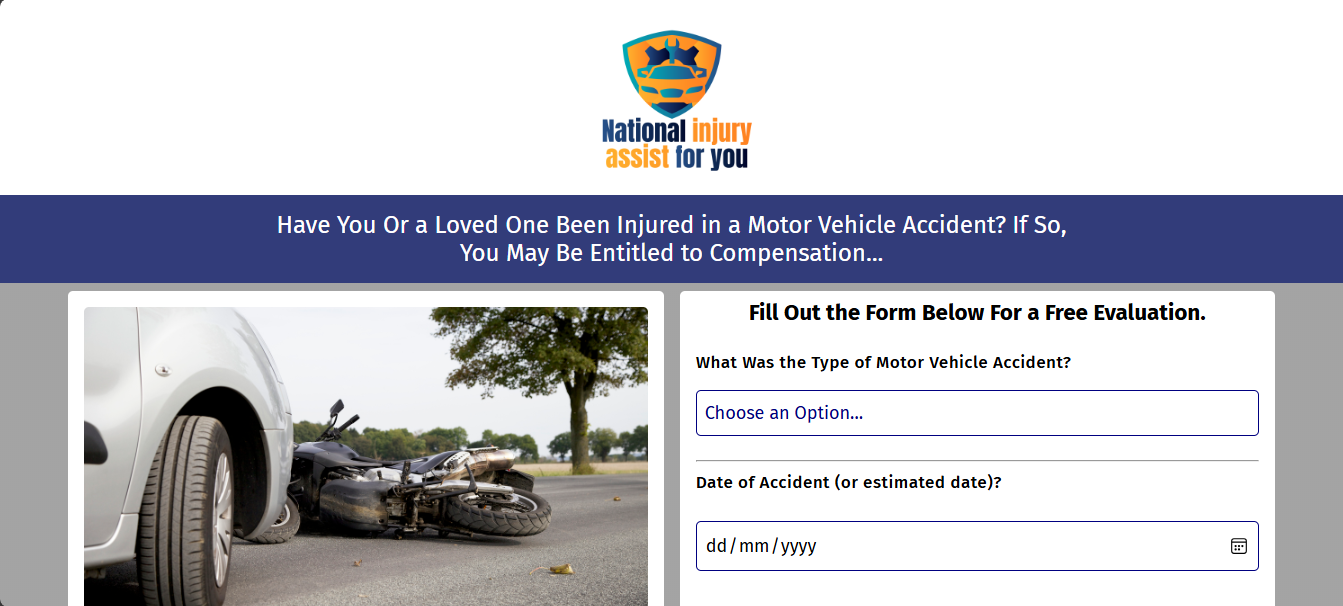 National injury
assist for you
Have You Or a Loved One Been Injured in a Motor Vehicle Accident? If So,
You May Be Entitled to Compensation...
Fill Out the Form Below For a Free Evaluation.
What Was the Type of Motor Vehicle Accident?
Choose an Option...
Date of Accident (or estimated date)?
dd/mm/yyyy